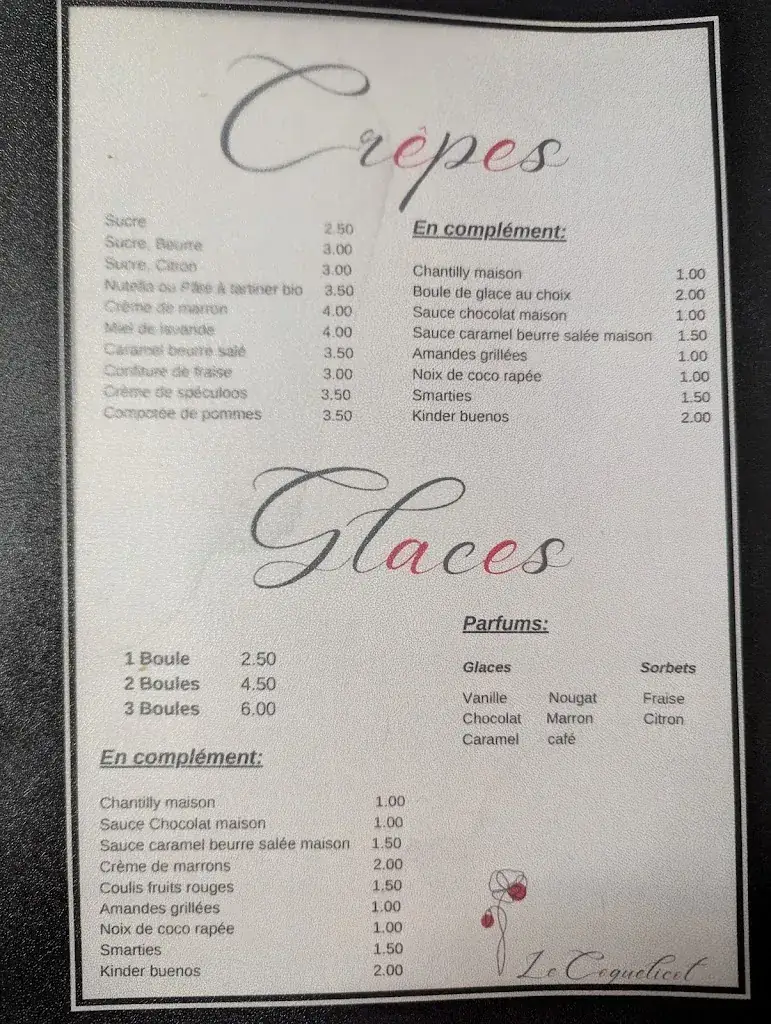 Crêpes
Sucre 2.50
Sucre, Beurre 3.00
Sucre, Citron 3.00
Nutella ou Pâte à tartiner bio 3.50
Crème de marron 4.00
Miel de lavande 4.00
Caramel beurre salé 3.50
Confiture de fraise 3.00
Crème de spéculoos 3.50
Compotée de pommes 3.50
En complément:
Chantilly maison 1.00
Boule de glace au choix 2.00
Sauce chocolat maison 1.00
Sauce caramel beurre salée maison 1.50
Amandes grillées 1.00
Noix de coco rapée 1.00
Smarties 1.50
Kinder buenos 2.00
Glaces
1 Boule 2.50
2 Boules 4.50
3 Boules 6.00
En complément:
Chantilly maison 1.00
Sauce Chocolat maison 1.00
Sauce caramel beurre salée maison 1.50
Crème de marrons 2.00
Coulis fruits rouges 1.50
Amandes grillées 1.00
Noix de coco rapée 1.00
Smarties 1.50
Kinder buenos 2.00
Parfums:
Glaces Sorbets
Vanille Nougat Fraise
Chocolat Marron Citron
Caramel café
Le Coquelicot